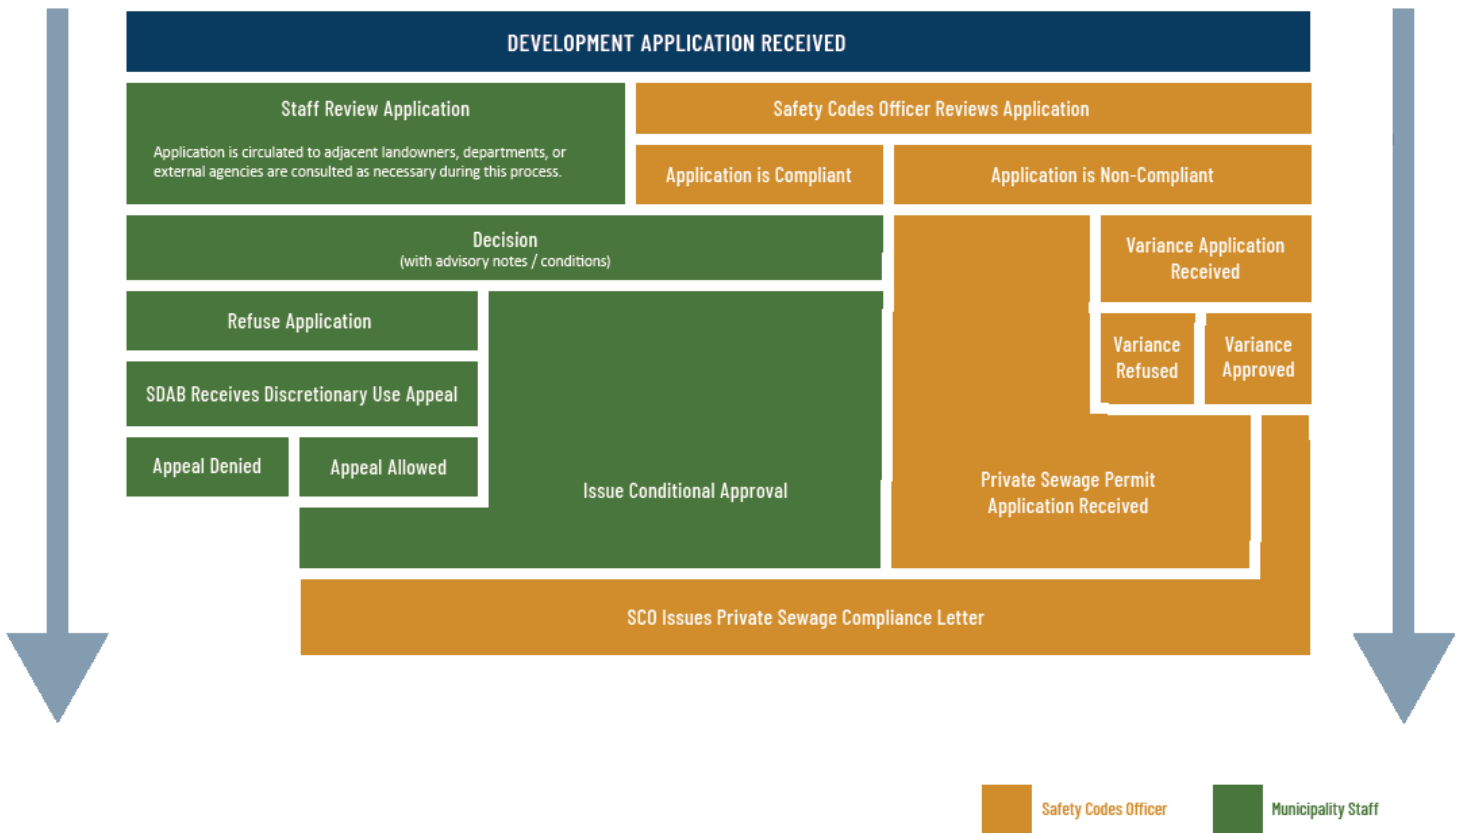 DEVELOPMENT APPLICATION RECEIVED
Staff Review Application
Application is circulated to adjacent landowners, departments, or
external agencies are consulted as necessary during this process.
Safety Codes Officer Reviews Application
Application is Compliant
Application is Non-Compliant
Decision
(with advisory notes / conditions)
Variance Application
Received
Refuse Application
Variance
Refused
Variance
Approved
SDAB Receives Discretionary Use Appeal
Appeal Denied
Appeal Allowed
Issue Conditional Approval
Private Sewage Permit
Application Received
SCO Issues Private Sewage Compliance Letter
Safety Codes Officer
Municipality Staff